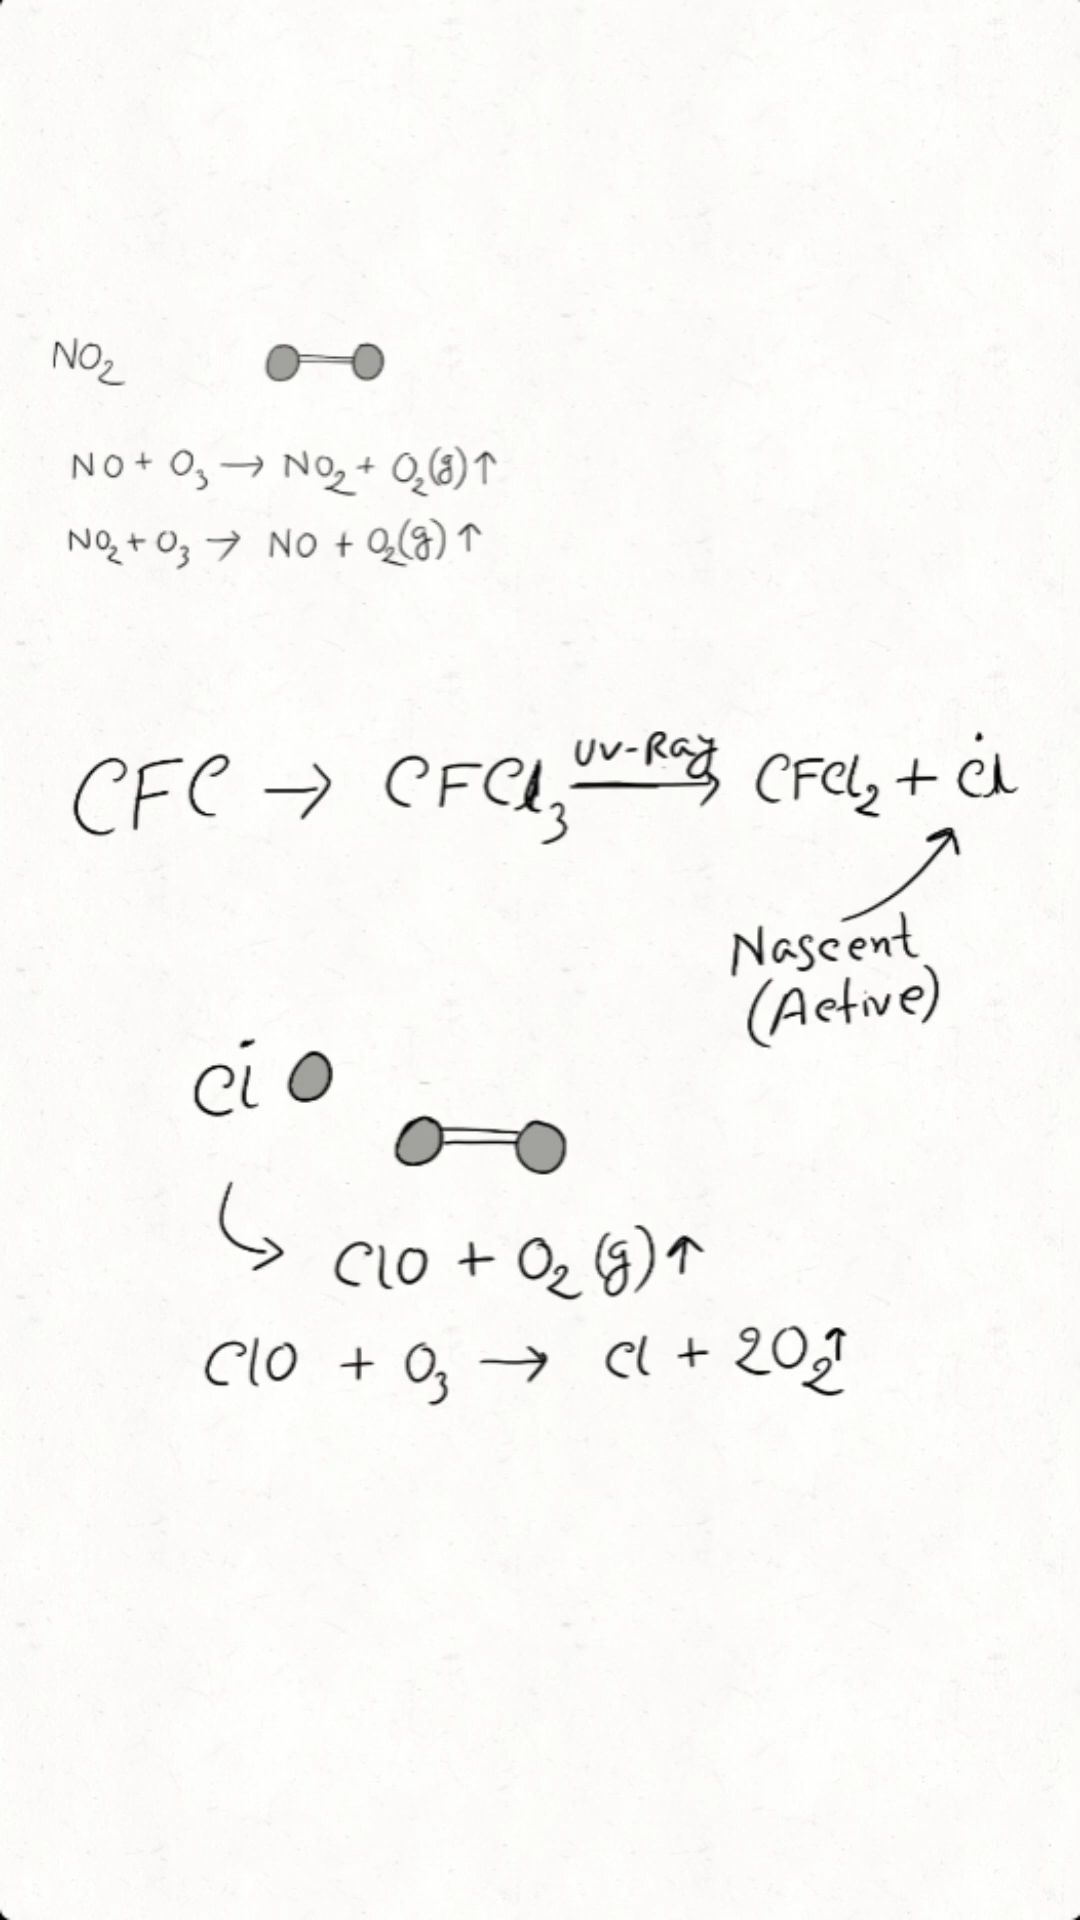 NO₂
NO + O₃ → NO₂ + O₂(g)↑
NO₂ + O₃ → NO + O₂(g)↑
CFC → CFCl₃ UV-Ray→ CFCl₂ + Cl̇
Nascent
(Active)
Cl̇
↳ ClO + O₂(g)↑
ClO + O₃ → Cl + 2O₂↑